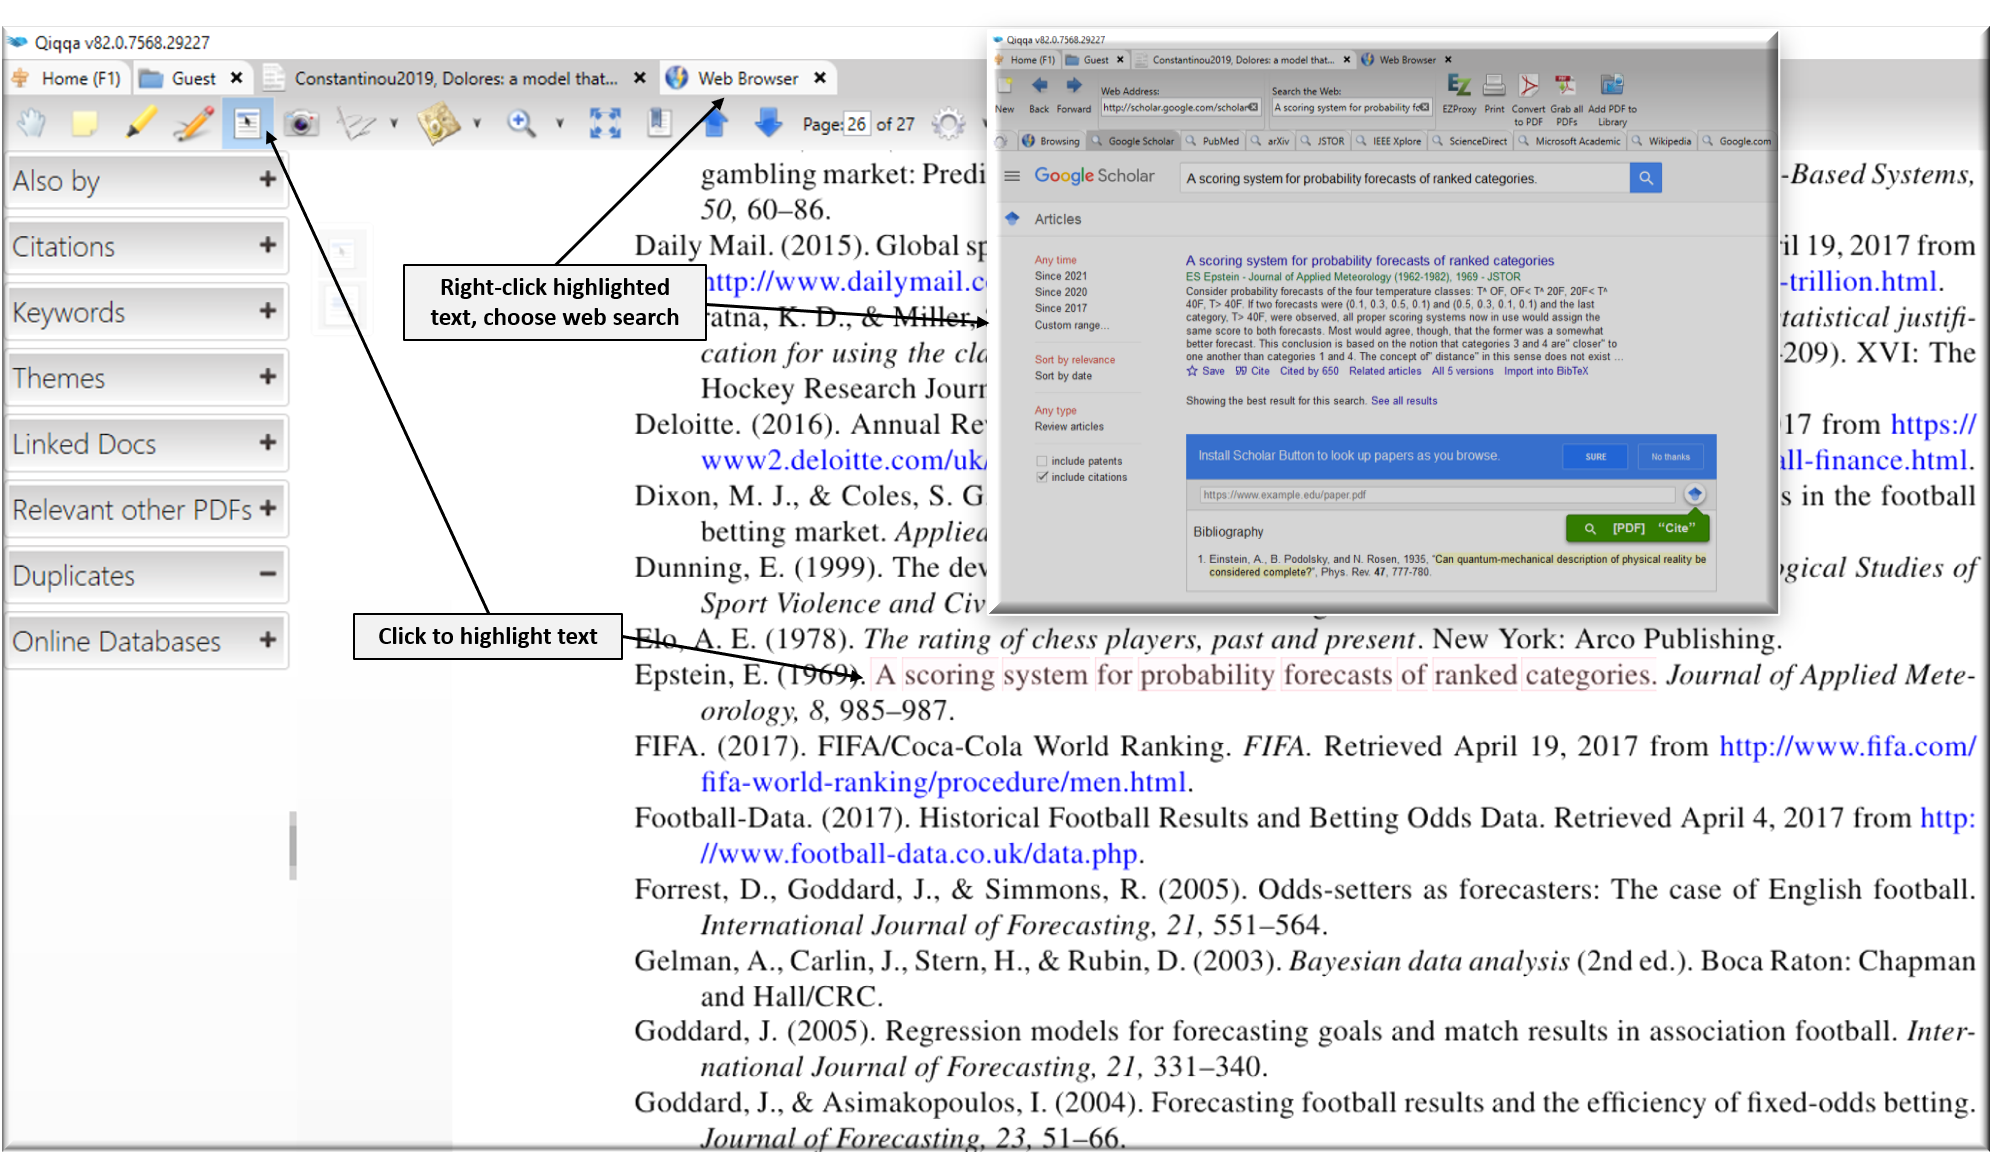 Qiqqa v82.0.7568.29227
Home (F1) Guest Constantinou2019, Dolores: a model that... Web Browser
Page: 26 of 27
Also by
Citations
Keywords
Themes
Linked Docs
Relevant other PDFs
Duplicates
Online Databases
Right-click highlighted
text, choose web search
Click to highlight text
gambling market: Predi -Based Systems,
50, 60–86.
Daily Mail. (2015). Global sp il 19, 2017 from
http://www.dailymail.c -trillion.html.
ratna, K. D., & Miller, tatistical justifi-
cation for using the cla -209). XVI: The
Hockey Research Journ
Deloitte. (2016). Annual Re 17 from https://
www2.deloitte.com/uk/ all-finance.html.
Dixon, M. J., & Coles, S. G s in the football
betting market. Applied
Dunning, E. (1999). The dev ogical Studies of
Sport Violence and Civ
Elo, A. E. (1978). The rating of chess players, past and present. New York: Arco Publishing.
Epstein, E. (1969). A scoring system for probability forecasts of ranked categories. Journal of Applied Mete-
orology, 8, 985–987.
FIFA. (2017). FIFA/Coca-Cola World Ranking. FIFA. Retrieved April 19, 2017 from http://www.fifa.com/
fifa-world-ranking/procedure/men.html.
Football-Data. (2017). Historical Football Results and Betting Odds Data. Retrieved April 4, 2017 from http:
//www.football-data.co.uk/data.php.
Forrest, D., Goddard, J., & Simmons, R. (2005). Odds-setters as forecasters: The case of English football.
International Journal of Forecasting, 21, 551–564.
Gelman, A., Carlin, J., Stern, H., & Rubin, D. (2003). Bayesian data analysis (2nd ed.). Boca Raton: Chapman
and Hall/CRC.
Goddard, J. (2005). Regression models for forecasting goals and match results in association football. Inter-
national Journal of Forecasting, 21, 331–340.
Goddard, J., & Asimakopoulos, I. (2004). Forecasting football results and the efficiency of fixed-odds betting.
Journal of Forecasting, 23, 51–66.
Qiqqa v82.0.7568.29227
Home (F1) Guest Constantinou2019, Dolores: a model that... Web Browser
New Back Forward
Web Address:
http://scholar.google.com/scholar
Search the Web:
A scoring system for probability fo
EZ
EZProxy Print Convert to PDF Grab all PDFs Add PDF to Library
Browsing Google Scholar PubMed arXiv JSTOR IEEE Xplore ScienceDirect Microsoft Academic Wikipedia Google.com
Google Scholar
A scoring system for probability forecasts of ranked categories.
Articles
Any time
Since 2021
Since 2020
Since 2017
Custom range...
Sort by relevance
Sort by date
Any type
Review articles
include patents
include citations
A scoring system for probability forecasts of ranked categories
ES Epstein - Journal of Applied Meteorology (1962-1982), 1969 - JSTOR
Consider probability forecasts of the four temperature classes: T^ OF, OF< T^ 20F, 20F< T^
40F, T> 40F. If two forecasts were (0.1, 0.3, 0.5, 0.1) and (0.5, 0.3, 0.1, 0.1) and the last
category, T> 40F, were observed, all proper scoring systems now in use would assign the
same score to both forecasts. Most would agree, though, that the former was a somewhat
better forecast. This conclusion is based on the notion that categories 3 and 4 are" closer" to
one another than categories 1 and 4. The concept of" distance" in this sense does not exist ...
Save Cite Cited by 650 Related articles All 5 versions Import into BibTeX
Showing the best result for this search. See all results
Install Scholar Button to look up papers as you browse. SURE No thanks
https://www.example.edu/paper.pdf
Bibliography
[PDF] “Cite”
1. Einstein, A., B. Podolsky, and N. Rosen, 1935, “Can quantum-mechanical description of physical reality be
considered complete?”, Phys. Rev. 47, 777-780.